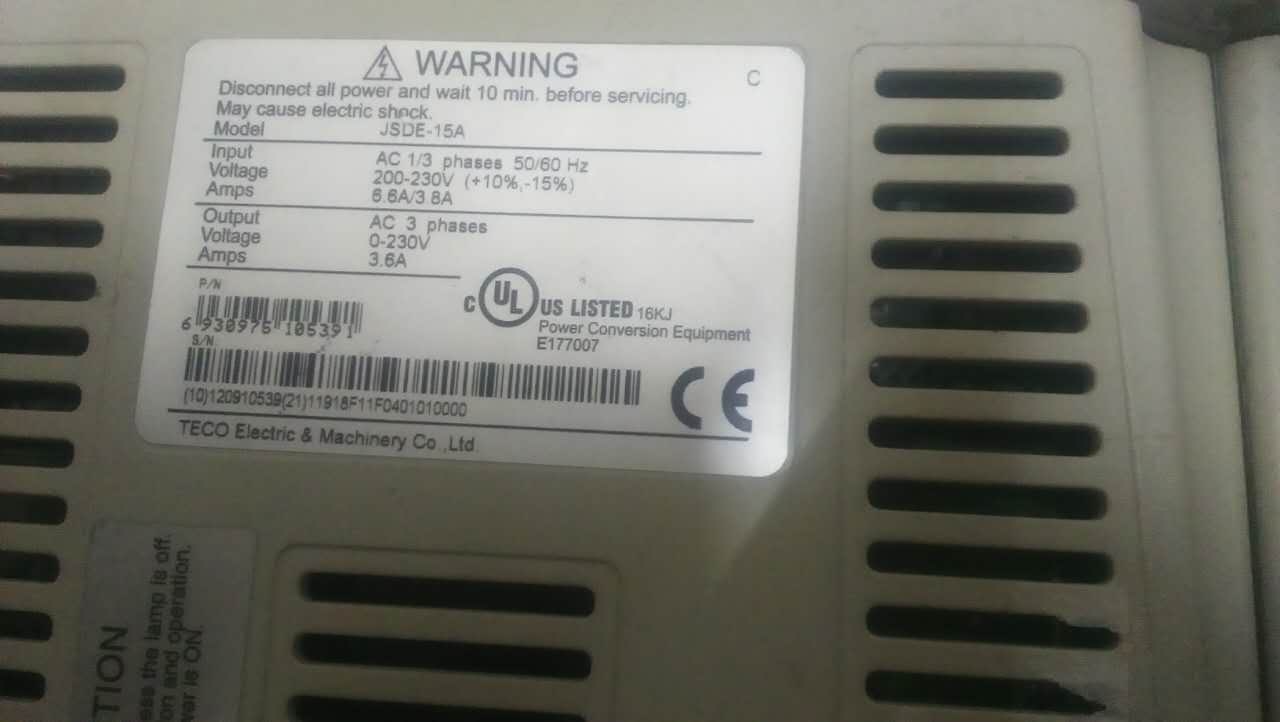 WARNING
C
Disconnect all power and wait 10 min. before servicing.
May cause electric shock.
Model JSDE-15A
Input AC 1/3 phases 50/60 Hz
Voltage 200-230V (+10%,-15%)
Amps 6.6A/3.8A
Output AC 3 phases
Voltage 0-230V
Amps 3.6A
P/N
6 930975 105391
C UL US LISTED 16KJ
Power Conversion Equipment
E177007
S/N
(10)120910539(21)11918F11F0401010000
CE
TECO Electric & Machinery Co.,Ltd.
TION
ess the lamp is off.
on and operation.
wer is ON.